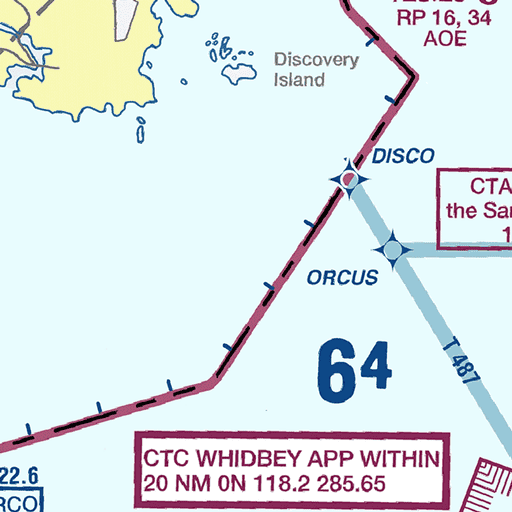 RP 16, 34
AOE
Discovery
Island
DISCO
CTA
the Sa
1
ORCUS
64
T 487
CTC WHIDBEY APP WITHIN
20 NM 0N 118.2 285.65
22.6
RCO